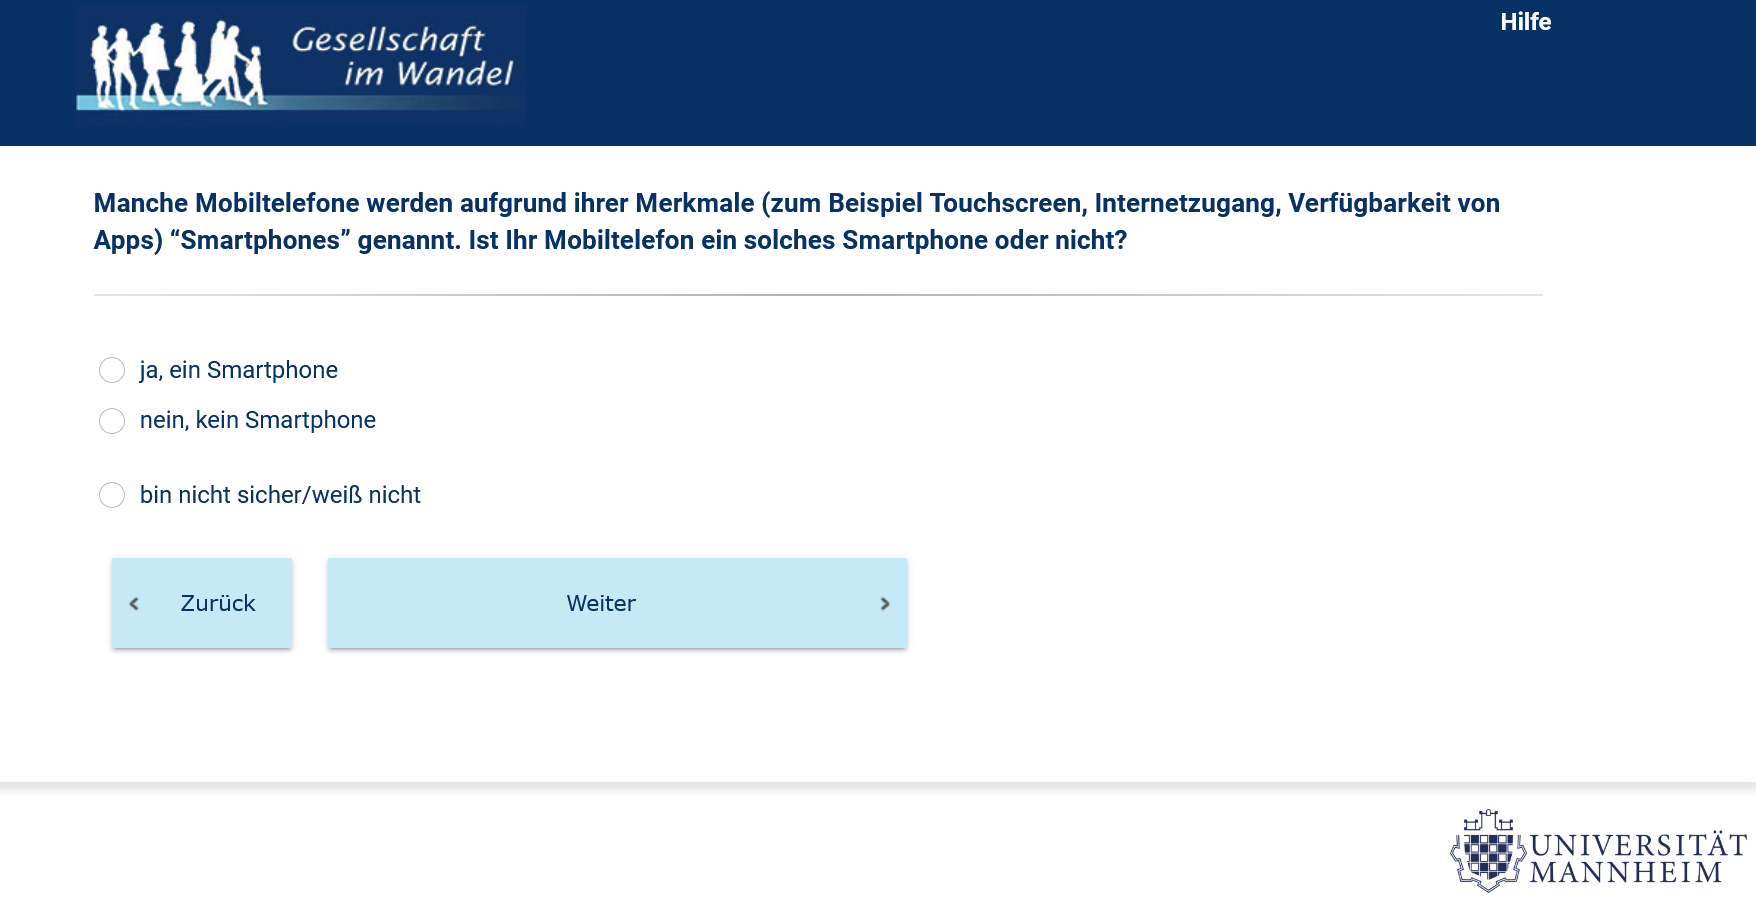 Gesellschaft
im Wandel
Hilfe
Manche Mobiltelefone werden aufgrund ihrer Merkmale (zum Beispiel Touchscreen, Internetzugang, Verfügbarkeit von
Apps) “Smartphones” genannt. Ist Ihr Mobiltelefon ein solches Smartphone oder nicht?
ja, ein Smartphone
nein, kein Smartphone
bin nicht sicher/weiß nicht
Zurück
Weiter
UNIVERSITÄT
MANNHEIM